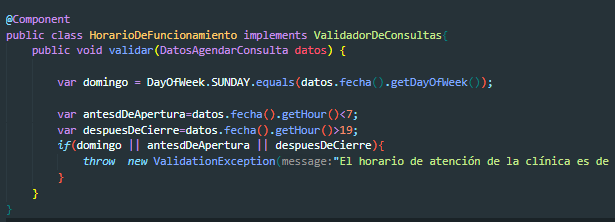 @Component
public class HorarioDeFuncionamiento implements ValidadorDeConsultas{
public void validar(DatosAgendarConsulta datos) {
var domingo = DayOfWeek.SUNDAY.equals(datos.fecha().getDayOfWeek());
var antesdDeApertura=datos.fecha().getHour()<7;
var despuesDeCierre=datos.fecha().getHour()>19;
if(domingo || antesdDeApertura || despuesDeCierre){
throw new ValidationException(message:"El horario de atención de la clínica es de
}
}
}